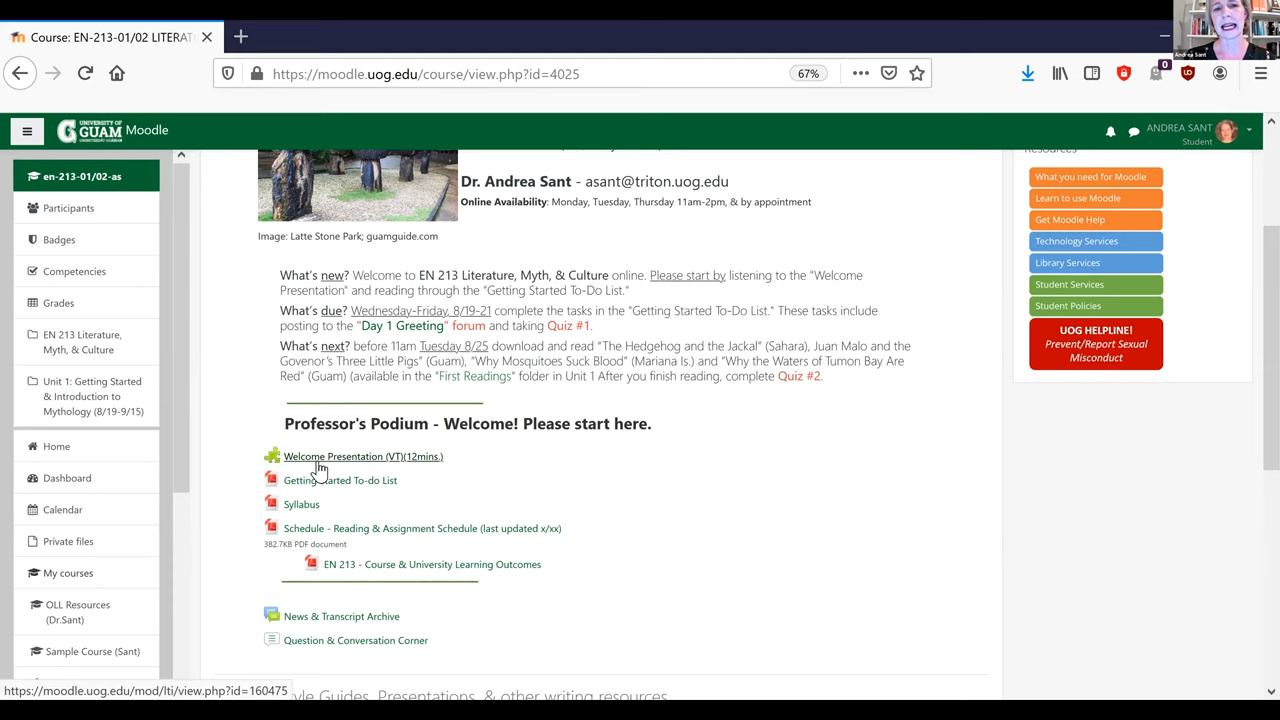 Course: EN-213-01/02 LITERAT
https://moodle.uog.edu/course/view.php?id=4025
67%
0
Andrea Sant
UNIVERSITY OF
GUAM
Moodle
ANDREA SANT
Student
en-213-01/02-as
Participants
Badges
Competencies
Grades
EN 213 Literature,
Myth, & Culture
Unit 1: Getting Started
& Introduction to
Mythology (8/19-9/15)
Home
Dashboard
Calendar
Private files
My courses
OLL Resources
(Dr.Sant)
Sample Course (Sant)
Dr. Andrea Sant - asant@triton.uog.edu
Online Availability: Monday, Tuesday, Thursday 11am-2pm, & by appointment
Image: Latte Stone Park; guamguide.com
What's new? Welcome to EN 213 Literature, Myth, & Culture online. Please start by listening to the "Welcome
Presentation" and reading through the "Getting Started To-Do List."
What's due? Wednesday-Friday, 8/19-21 complete the tasks in the "Getting Started To-Do List." These tasks include
posting to the "Day 1 Greeting" forum and taking Quiz #1.
What's next? before 11am Tuesday 8/25 download and read "The Hedgehog and the Jackal" (Sahara), Juan Malo and the
Govenor's Three Little Pigs" (Guam), "Why Mosquitoes Suck Blood" (Mariana Is.) and "Why the Waters of Tumon Bay Are
Red" (Guam) (available in the "First Readings" folder in Unit 1 After you finish reading, complete Quiz #2.
Professor's Podium - Welcome! Please start here.
Welcome Presentation (VT)(12mins.)
Getting Started To-do List
Syllabus
Schedule - Reading & Assignment Schedule (last updated x/xx)
382.7KB PDF document
EN 213 - Course & University Learning Outcomes
News & Transcript Archive
Question & Conversation Corner
Guides, Presentations, & other writing resources
Resources
What you need for Moodle
Learn to use Moodle
Get Moodle Help
Technology Services
Library Services
Student Services
Student Policies
UOG HELPLINE!
Prevent/Report Sexual
Misconduct
https://moodle.uog.edu/mod/lti/view.php?id=160475